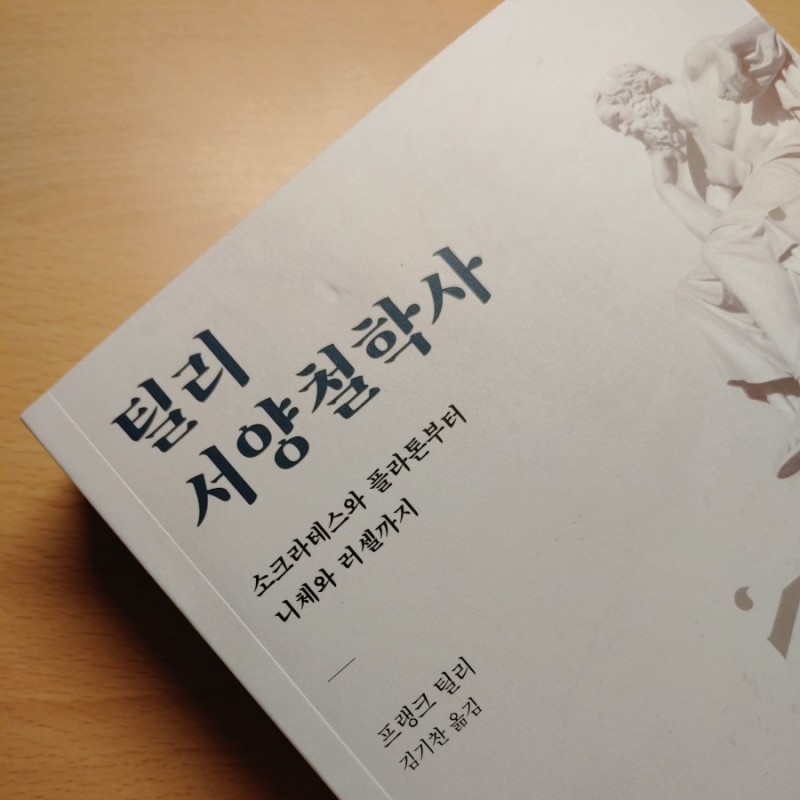 틸리
서양철학사
소크라테스와 플라톤부터
니체와 러셀까지
프랭크 틸리
김기찬 옮김